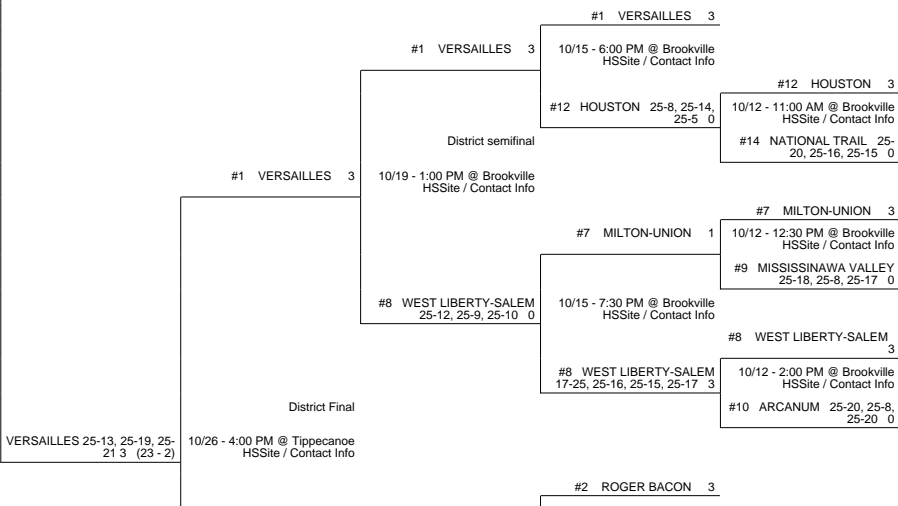 #1 VERSAILLES 3
#1 VERSAILLES 3
10/15 - 6:00 PM @ Brookville
HSSite / Contact Info
#12 HOUSTON 3
#12 HOUSTON 25-8, 25-14,
25-5 0
10/12 - 11:00 AM @ Brookville
HSSite / Contact Info
District semifinal
#14 NATIONAL TRAIL 25-
20, 25-16, 25-15 0
#1 VERSAILLES 3
10/19 - 1:00 PM @ Brookville
HSSite / Contact Info
#7 MILTON-UNION 3
#7 MILTON-UNION 1
10/12 - 12:30 PM @ Brookville
HSSite / Contact Info
#9 MISSISSINAWA VALLEY
25-18, 25-8, 25-17 0
#8 WEST LIBERTY-SALEM
25-12, 25-9, 25-10 0
10/15 - 7:30 PM @ Brookville
HSSite / Contact Info
#8 WEST LIBERTY-SALEM
3
#8 WEST LIBERTY-SALEM
17-25, 25-16, 25-15, 25-17 3
10/12 - 2:00 PM @ Brookville
HSSite / Contact Info
District Final
#10 ARCANUM 25-20, 25-8,
25-20 0
VERSAILLES 25-13, 25-19, 25-
21 3 (23 - 2)
10/26 - 4:00 PM @ Tippecanoe
HSSite / Contact Info
#2 ROGER BACON 3